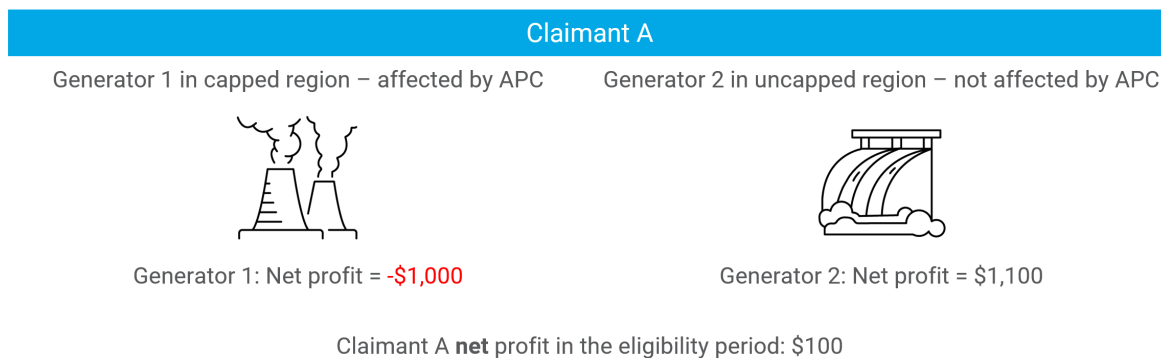 Claimant A
Generator 1 in capped region – affected by APC
Generator 2 in uncapped region – not affected by APC
Generator 1: Net profit = -$1,000
Generator 2: Net profit = $1,100
Claimant A net profit in the eligibility period: $100